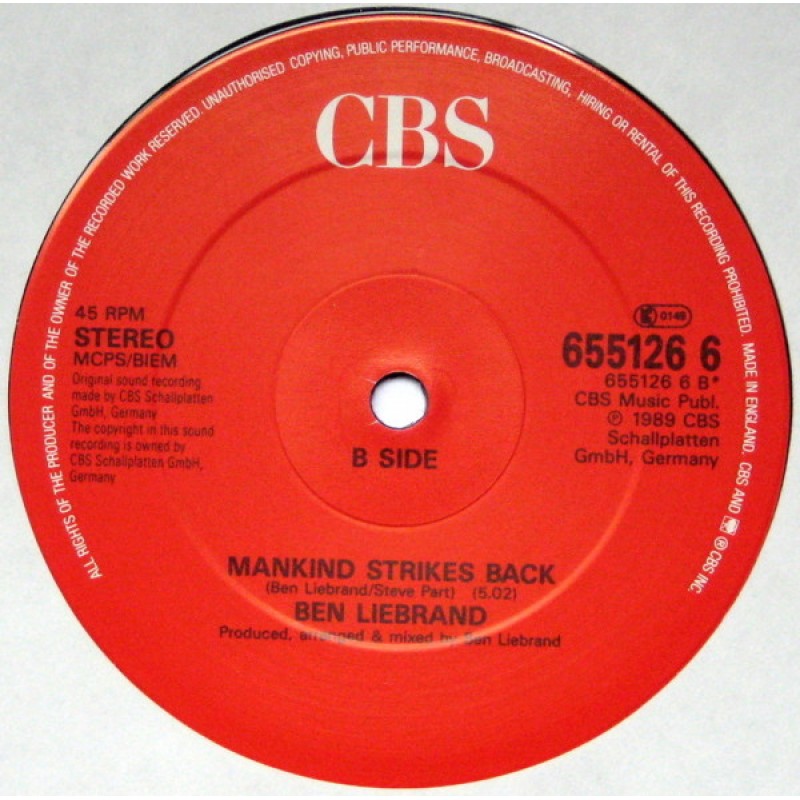 ALL RIGHTS OF THE PRODUCER AND OF THE OWNER OF THE RECORDED WORK RESERVED. UNAUTHORISED COPYING, PUBLIC PERFORMANCE, BROADCASTING, HIRING OR RENTAL OF THIS RECORDING PROHIBITED. MADE IN ENGLAND. CBS AND ® CBS INC.
CBS
45 RPM
STEREO
MCPS/BIEM
Original sound recording
made by CBS Schallplatten
GmbH, Germany
The copyright in this sound
recording is owned by
CBS Schallplatten GmbH,
Germany
0149
655126 6
655126 6 B*
CBS Music Publ.
℗ 1989 CBS
Schallplatten
GmbH, Germany
B SIDE
MANKIND STRIKES BACK
(Ben Liebrand/Steve Part) (5.02)
BEN LIEBRAND
Produced, arranged & mixed by Ben Liebrand